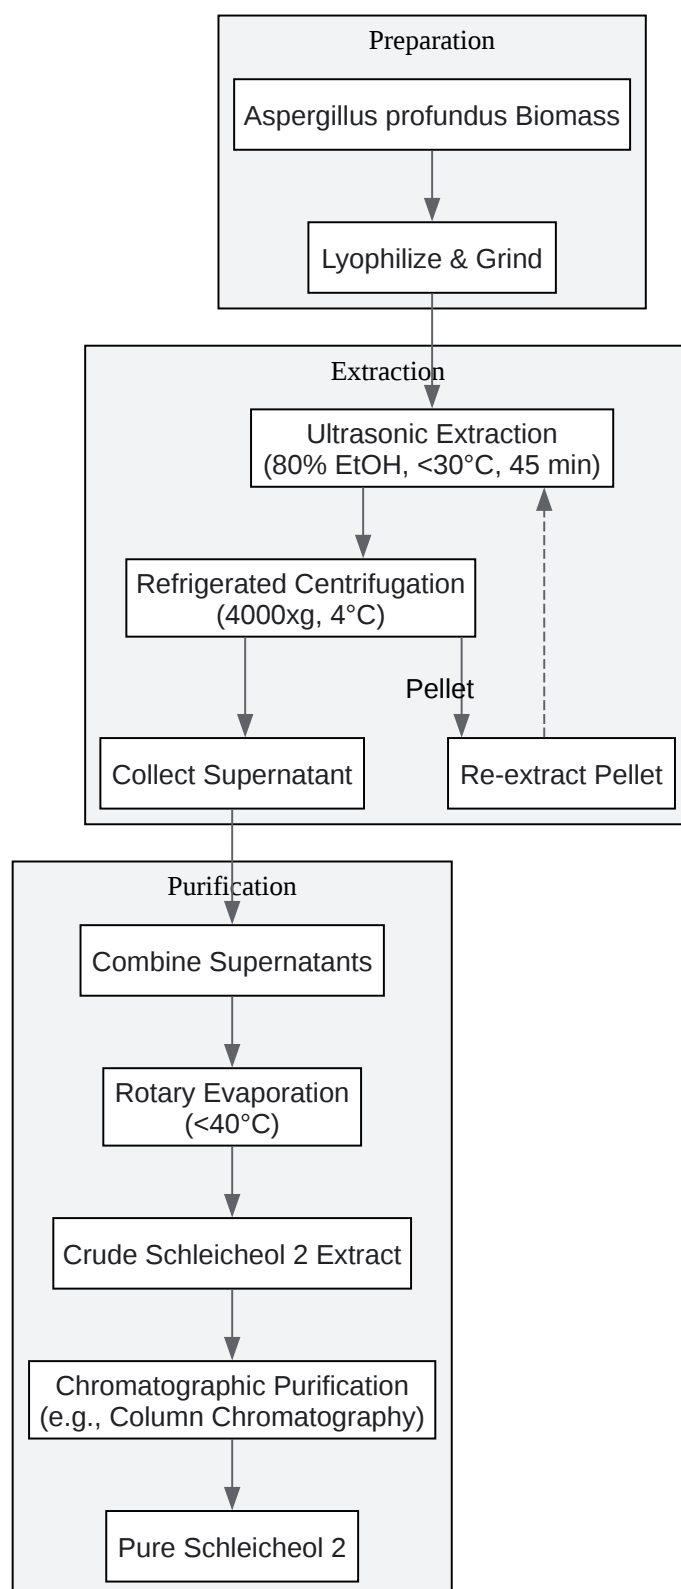 Preparation
Aspergillus profundus Biomass
Lyophilize & Grind
Extraction
Ultrasonic Extraction
(80% EtOH, <30°C, 45 min)
Refrigerated Centrifugation
(4000xg, 4°C)
Pellet
Collect Supernatant
Re-extract Pellet
Purification
Combine Supernatants
Rotary Evaporation
(<40°C)
Crude Schleicheol 2 Extract
Chromatographic Purification
(e.g., Column Chromatography)
Pure Schleicheol 2